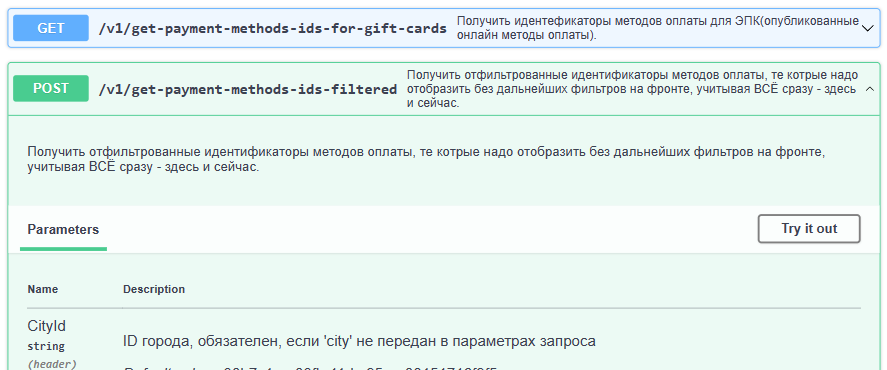 GET /v1/get-payment-methods-ids-for-gift-cards Получить идентефикаторы методов оплаты для ЭПК(опубликованные
онлайн методы оплаты).
POST /v1/get-payment-methods-ids-filtered Получить отфильтрованные идентификаторы методов оплаты, те котрые надо
отобразить без дальнейших фильтров на фронте, учитывая ВСЁ сразу - здесь
и сейчас.
Получить отфильтрованные идентификаторы методов оплаты, те котрые надо отобразить без дальнейших фильтров на фронте,
учитывая ВСЁ сразу - здесь и сейчас.
Parameters
Try it out
Name Description
CityId
string
(header)
ID города, обязателен, если 'city' не передан в параметрах запроса